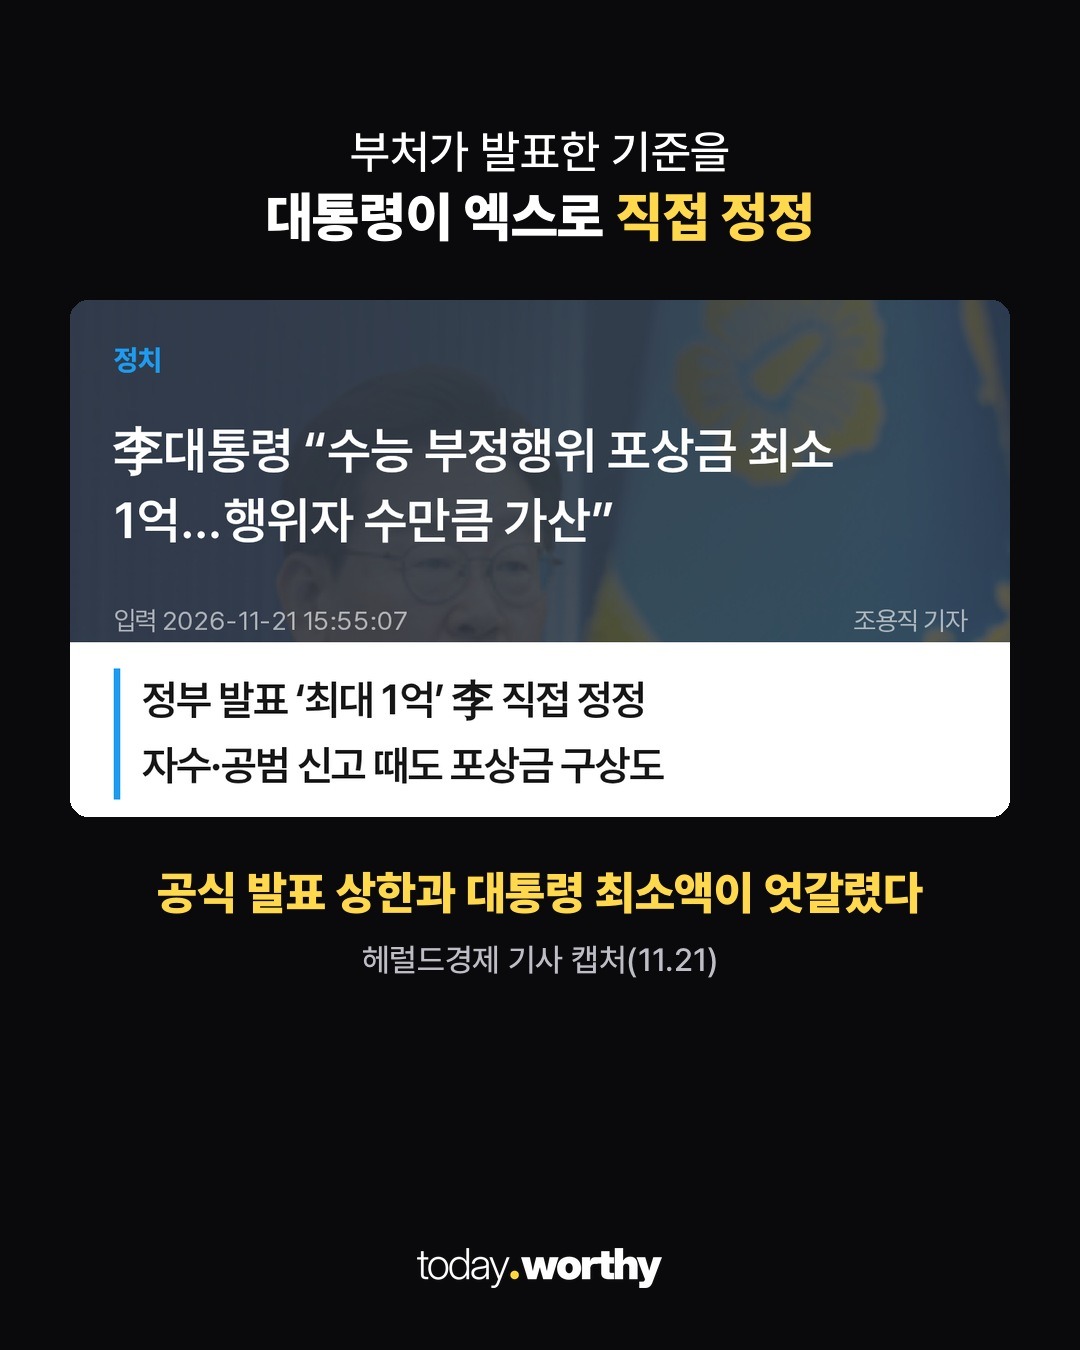 부처가 발표한 기준을
대통령이 엑스로 직접 정정
정치
李대통령 “수능 부정행위 포상금 최소
1억…행위자 수만큼 가산”
입력 2026-11-21 15:55:07
조용직 기자
정부 발표 ‘최대 1억’ 李 직접 정정
자수·공범 신고 때도 포상금 구상도
공식 발표 상한과 대통령 최소액이 엇갈렸다
헤럴드경제 기사 캡처(11.21)
today.worthy